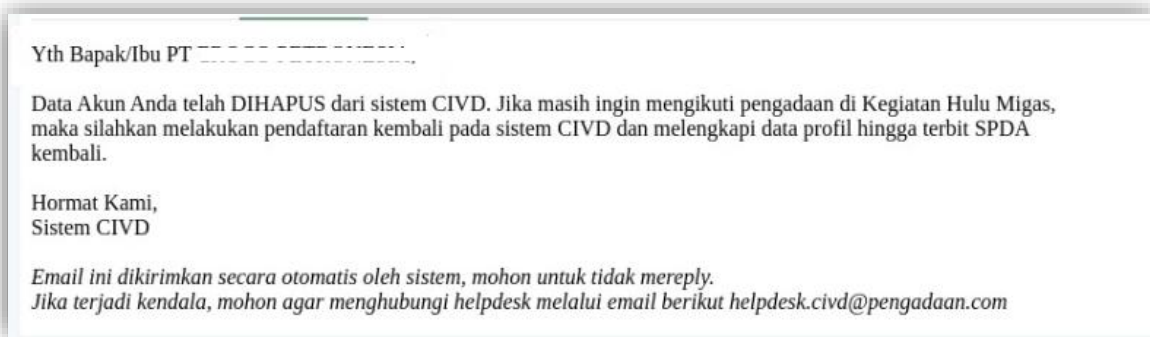 Yth Bapak/Ibu PT
Data Akun Anda telah DIHAPUS dari sistem CIVD. Jika masih ingin mengikuti pengadaan di Kegiatan Hulu Migas,
maka silahkan melakukan pendaftaran kembali pada sistem CIVD dan melengkapi data profil hingga terbit SPDA
kembali.
Hormat Kami,
Sistem CIVD
Email ini dikirimkan secara otomatis oleh sistem, mohon untuk tidak mereply.
Jika terjadi kendala, mohon agar menghubungi helpdesk melalui email berikut helpdesk.civd@pengadaan.com